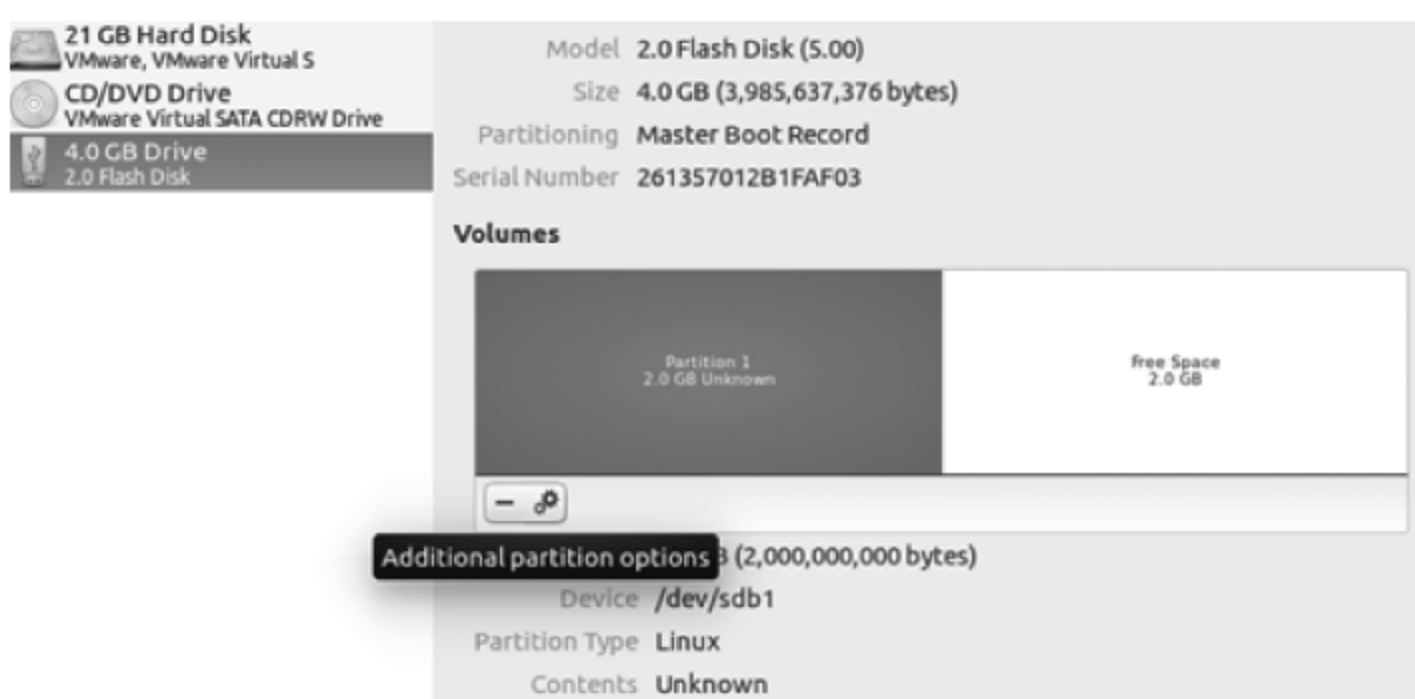 21 GB Hard Disk
VMware, VMware Virtual S
CD/DVD Drive
VMware Virtual SATA CDRW Drive
4.0 GB Drive
2.0 Flash Disk
Model 2.0 Flash Disk (5.00)
Size 4.0 GB (3,985,637,376 bytes)
Partitioning Master Boot Record
Serial Number 261357012B1FAF03
Volumes
Partition 1
2.0 GB Unknown
Free Space
2.0 GB
Additional partition options (2,000,000,000 bytes)
Device /dev/sdb1
Partition Type Linux
Contents Unknown